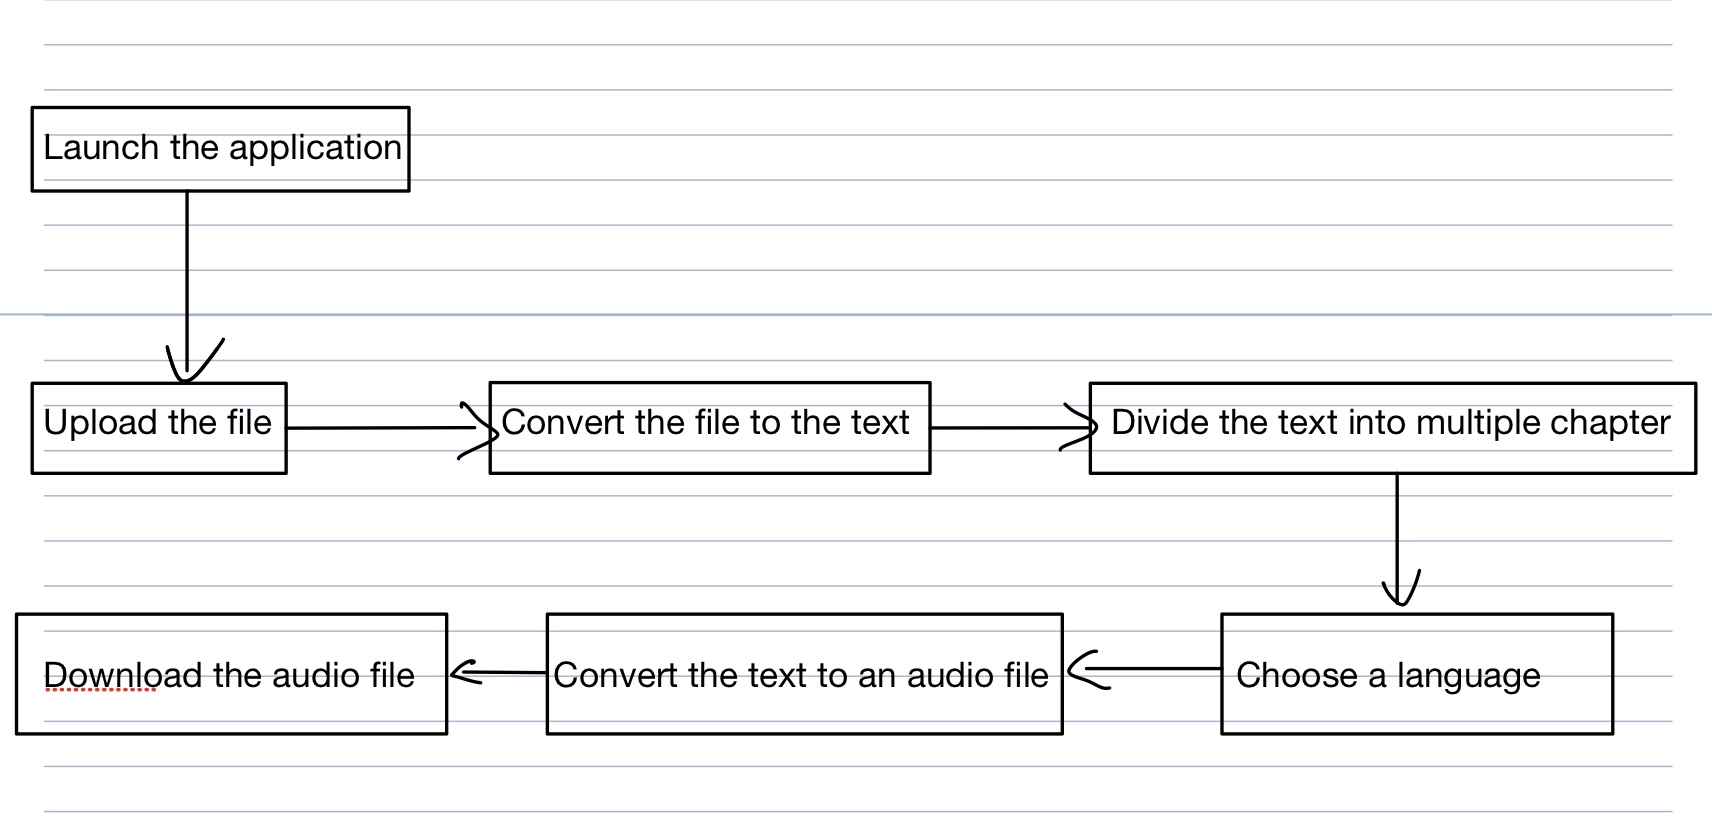 Launch the application
Upload the file
Convert the file to the text
Divide the text into multiple chapter
Choose a language
Convert the text to an audio file
Download the audio file